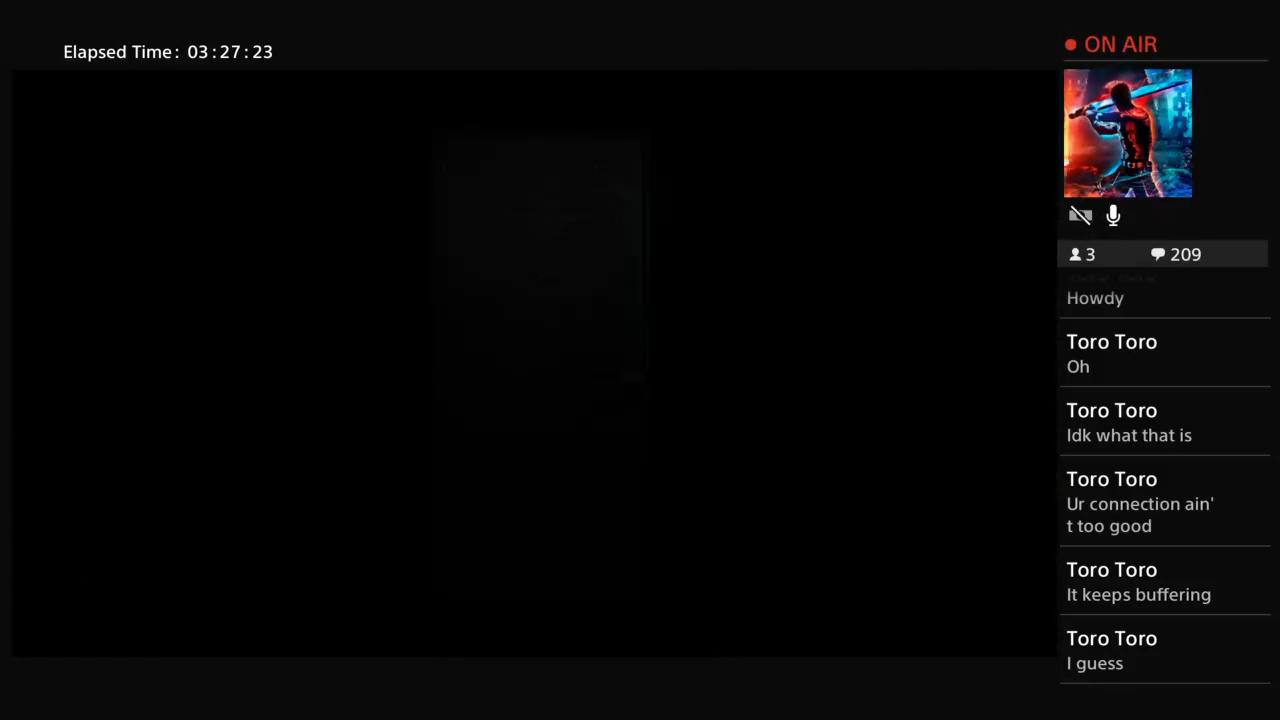 Elapsed Time: 03:27:23
ON AIR
3 209
Howdy
Toro Toro
Oh
Toro Toro
Idk what that is
Toro Toro
Ur connection ain'
t too good
Toro Toro
It keeps buffering
Toro Toro
I guess